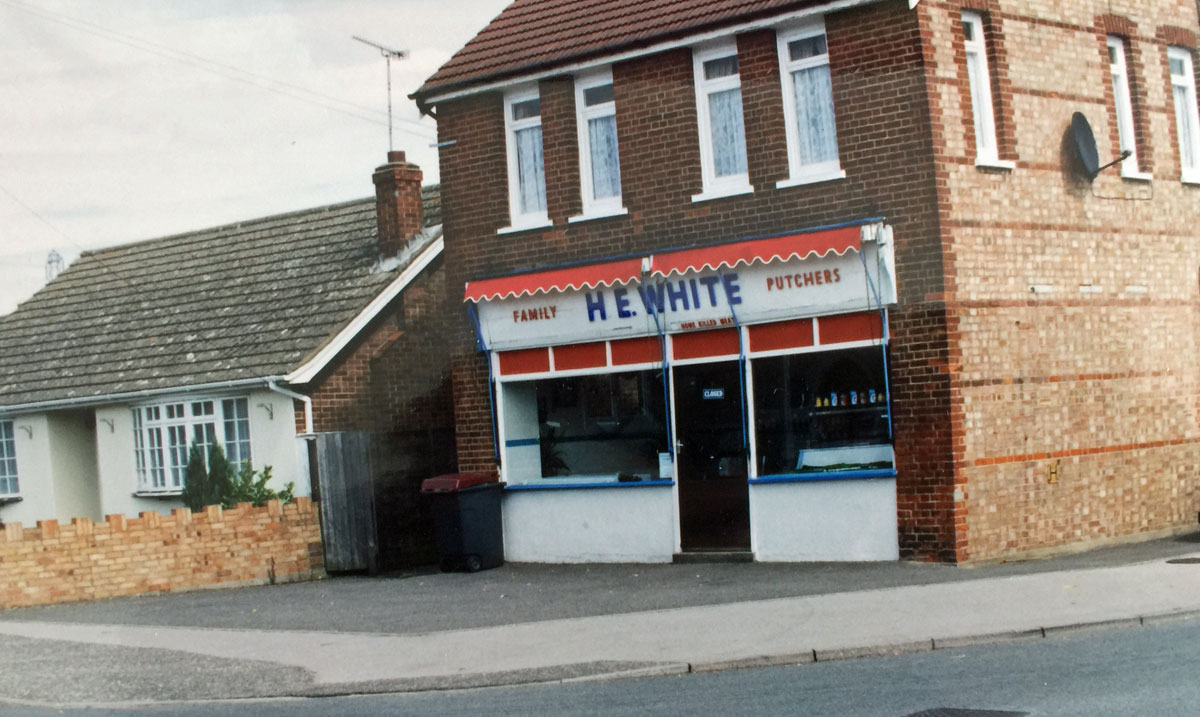 FAMILY H E. WHITE PUTCHERS
HOME KILLED MEAT
CLOSED